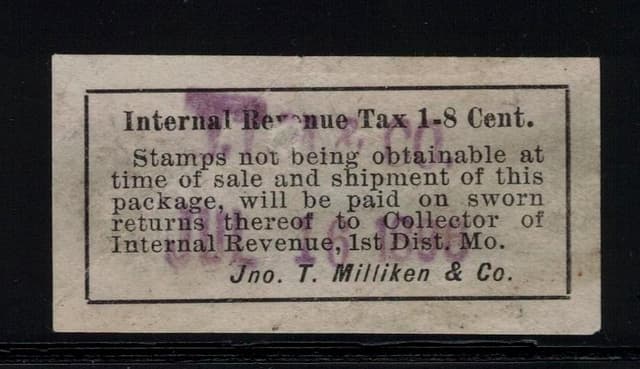 Internal Revenue Tax 1-8 Cent.
Stamps not being obtainable at
time of sale and shipment of this
package, will be paid on sworn
returns thereof to Collector of
Internal Revenue, 1st Dist. Mo.
Jno. T. Milliken & Co.